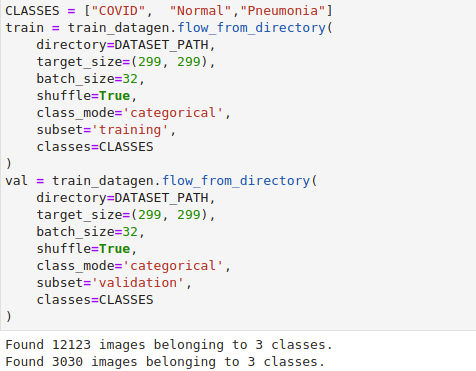 CLASSES = ["COVID",  "Normal","Pneumonia"]
train = train_datagen.flow_from_directory(
    directory=DATASET_PATH,
    target_size=(299, 299),
    batch_size=32,
    shuffle=True,
    class_mode='categorical',
    subset='training',
    classes=CLASSES
)
val = train_datagen.flow_from_directory(
    directory=DATASET_PATH,
    target_size=(299, 299),
    batch_size=32,
    shuffle=True,
    class_mode='categorical',
    subset='validation',
    classes=CLASSES
)
Found 12123 images belonging to 3 classes.
Found 3030 images belonging to 3 classes.